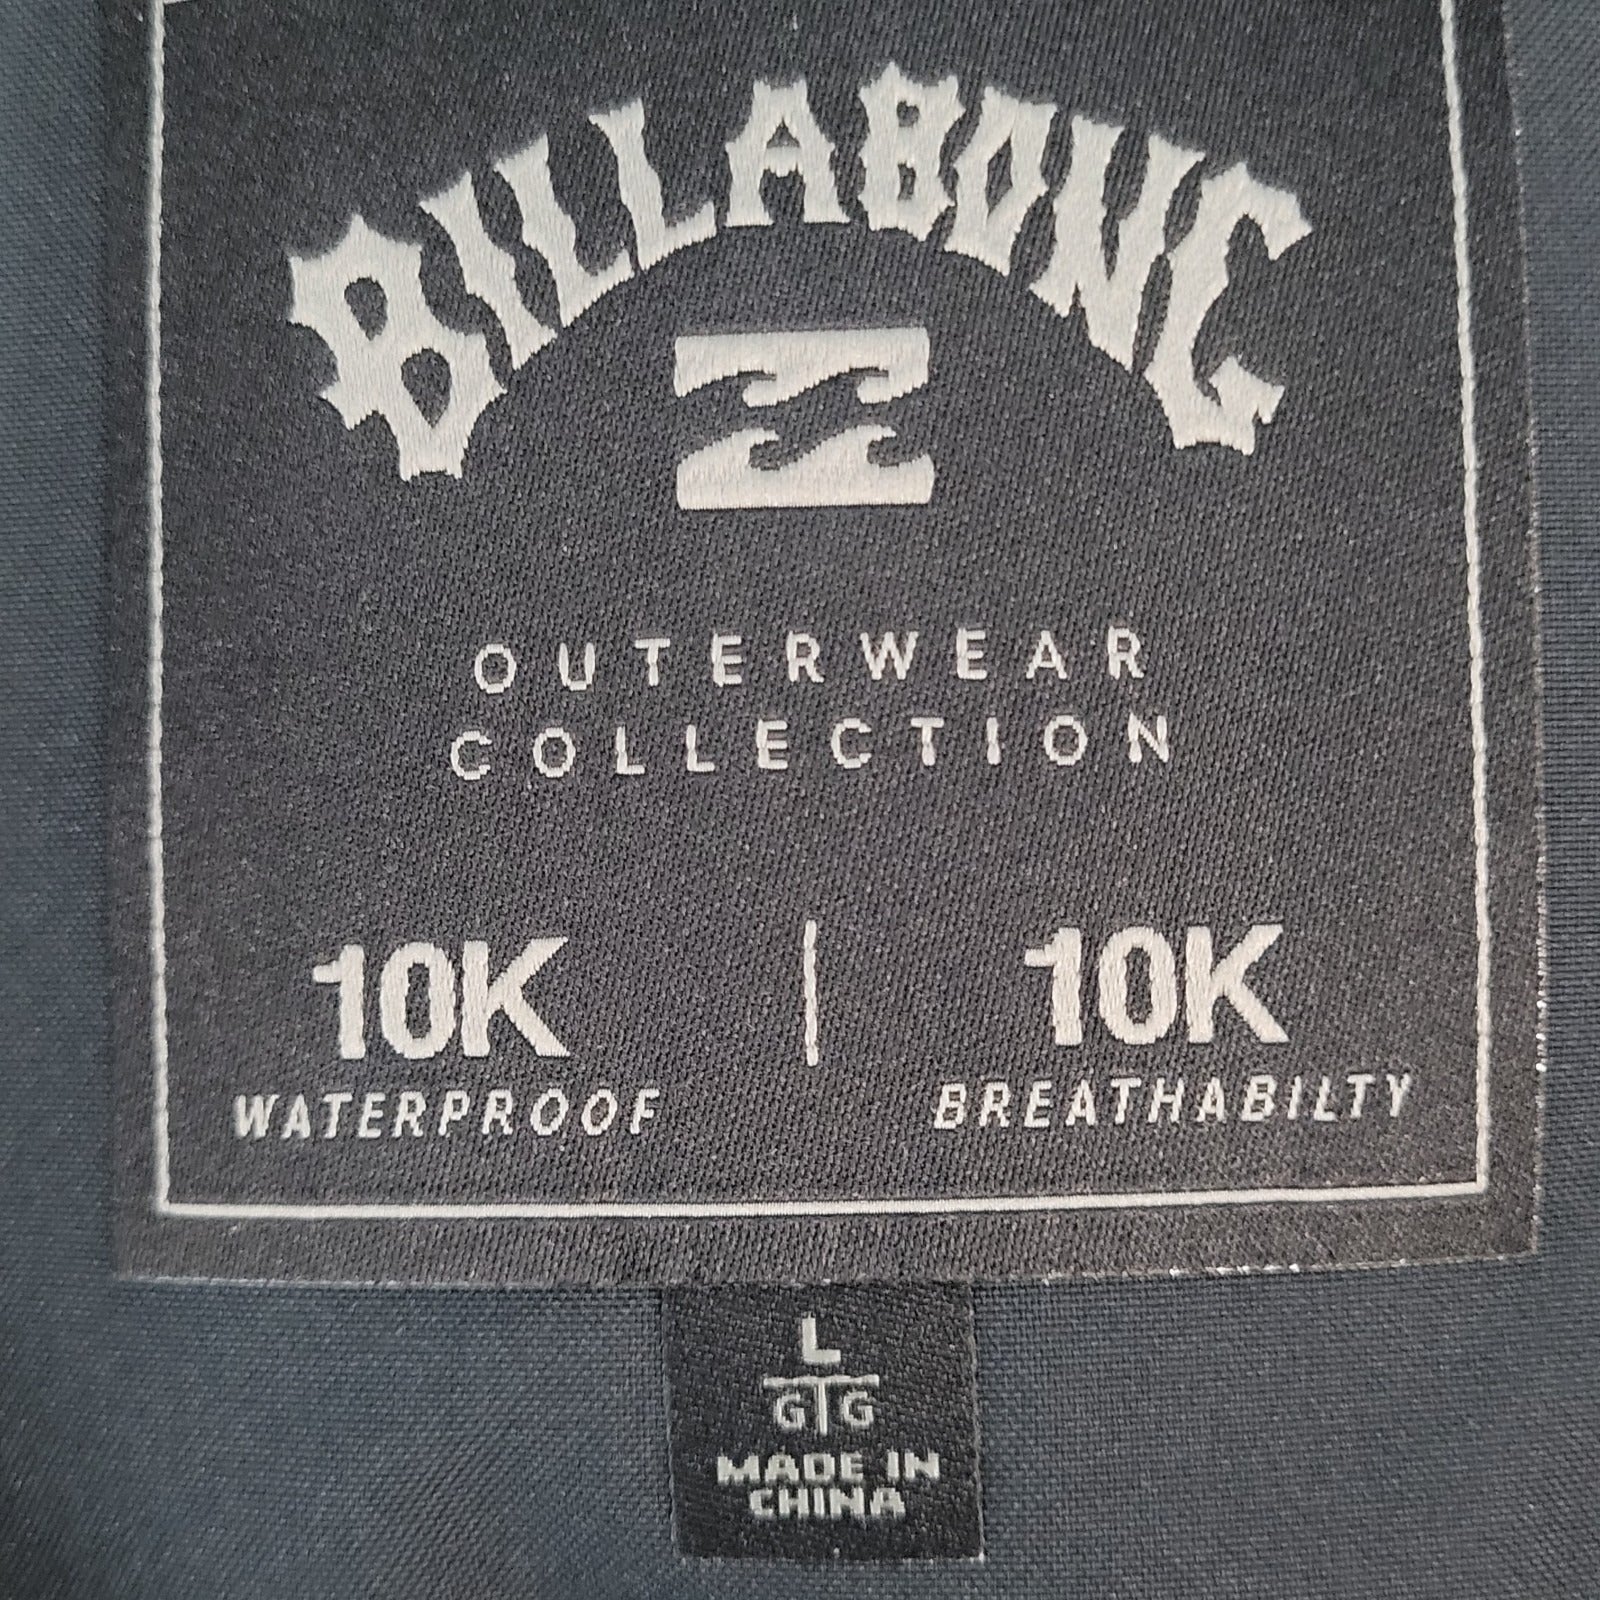 BILLABONG
OUTERWEAR
COLLECTION
10K | 10K
WATERPROOF BREATHABILTY
L
G|G
MADE IN
CHINA